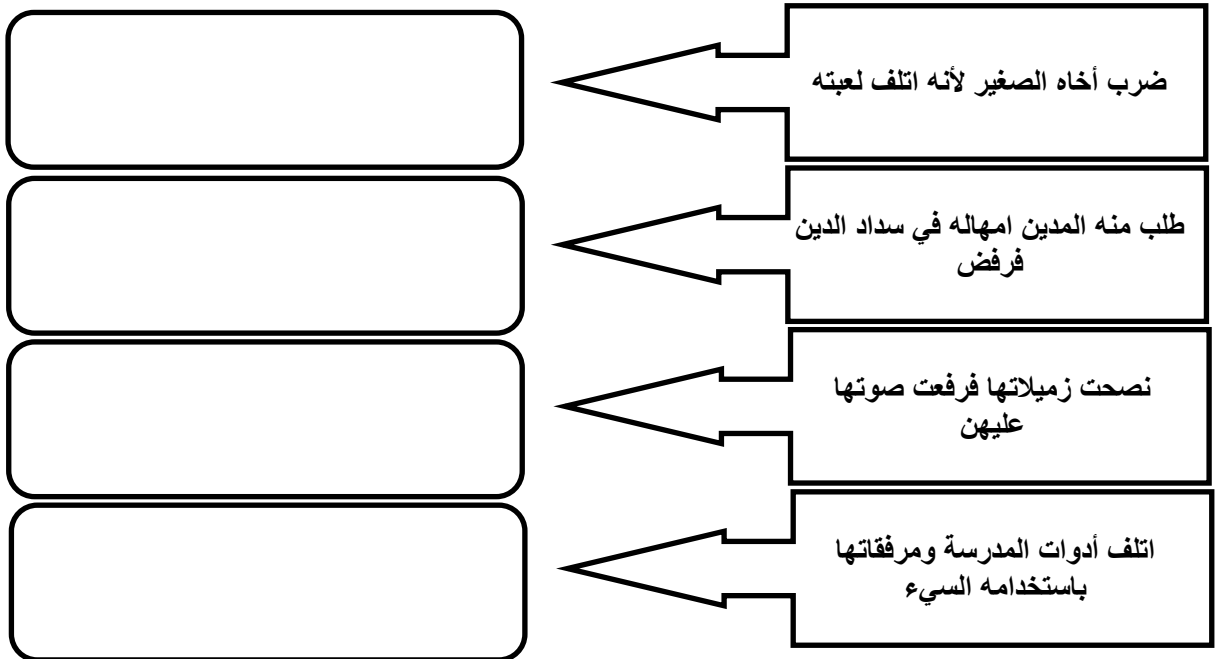 ضرب أخاه الصغير لأنه اتلف لعبته
طلب منه المدين امهاله في سداد الدين
فرفض
نصحت زميلاتها فرفعت صوتها
عليهن
اتلف أدوات المدرسة ومرفقاتها
باستخدامه السيء